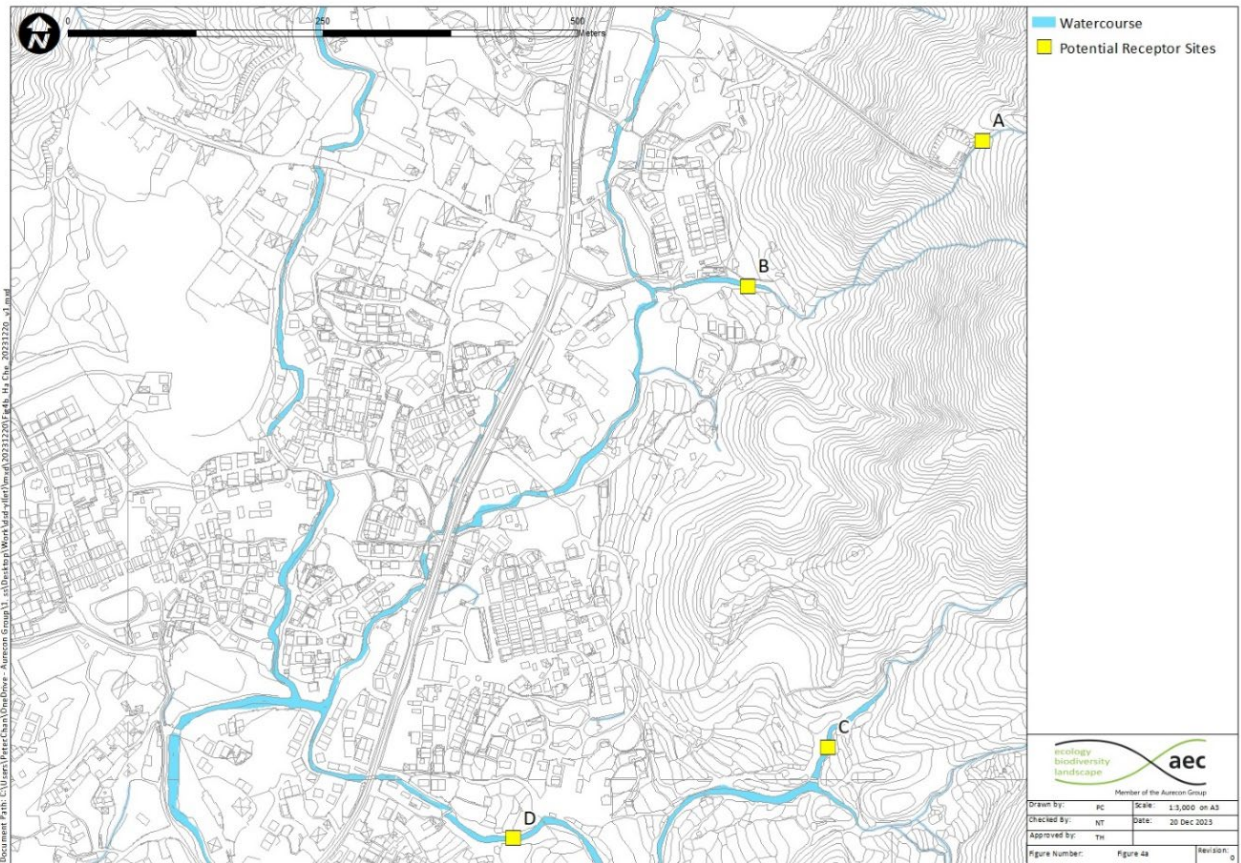 N
0
250
500
Meters
Watercourse
Potential Receptor Sites
A
B
C
D
ecology
biodiversity
landscape
aec
Member of the Aurecon Group
Drawn by: PC Scale: 1:3,000 on A3
Checked By: NT Date: 20 Dec 2023
Approved by: TH
Figure Number: Figure 4a Revision: 0